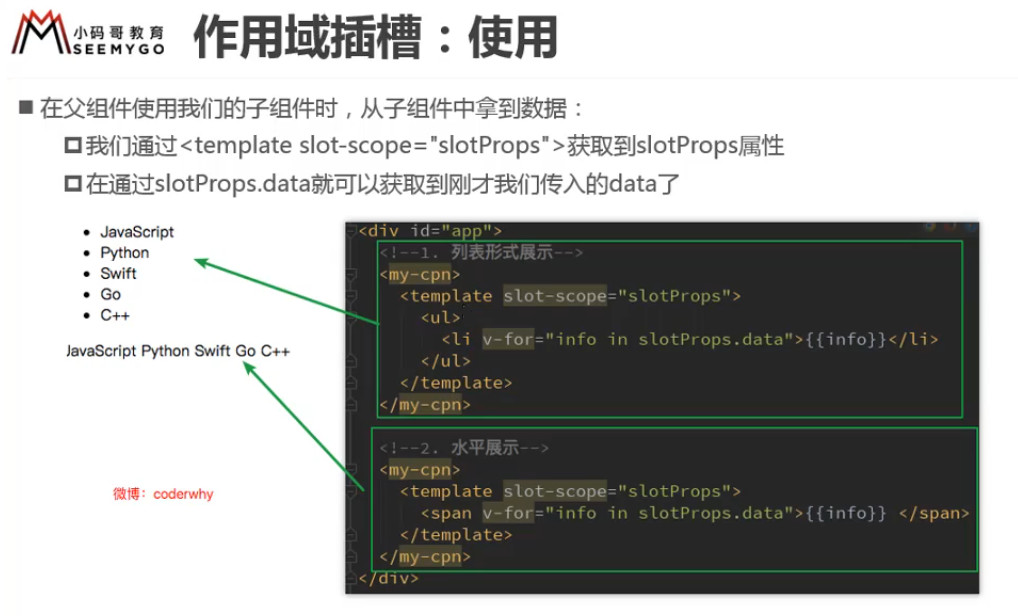 小码哥教育
SEEMYGO
作用域插槽：使用
在父组件使用我们的子组件时，从子组件中拿到数据：
我们通过<template slot-scope="slotProps">获取到slotProps属性
在通过slotProps.data就可以获取到刚才我们传入的data了
JavaScript
Python
Swift
Go
C++
JavaScript Python Swift Go C++
微博：coderwhy
<div id="app">
<!--1. 列表形式展示-->
<my-cpn>
<template slot-scope="slotProps">
<ul>
<li v-for="info in slotProps.data">{{info}}</li>
</ul>
</template>
</my-cpn>
<!--2. 水平展示-->
<my-cpn>
<template slot-scope="slotProps">
<span v-for="info in slotProps.data">{{info}} </span>
</template>
</my-cpn>
</div>